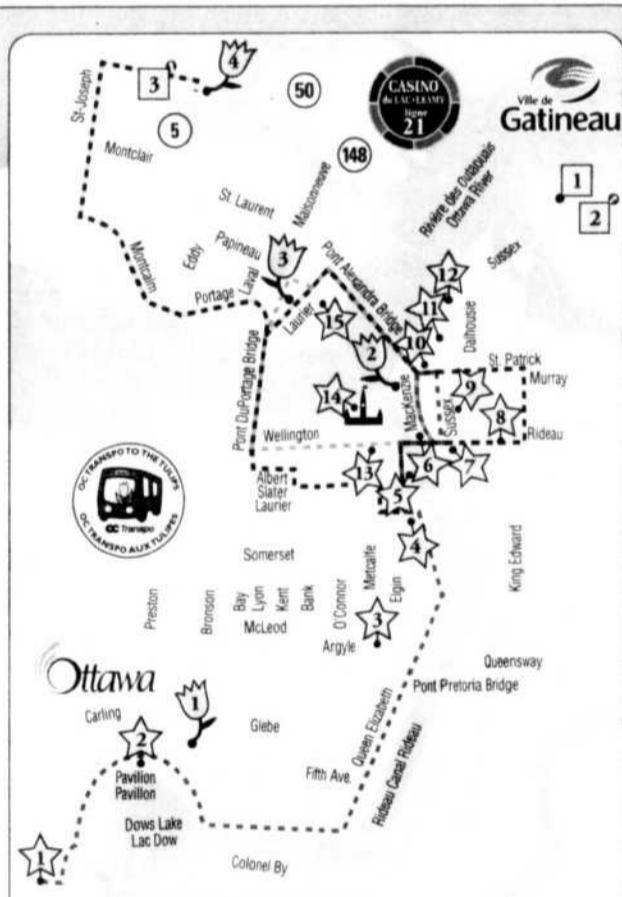 4
3
50
CASINO
du LAC-LEAMY
ligne
21
Ville de
Gatineau
St-Joseph
5
Montclair
148
Rivière des Outaouais
Ottawa River
1
2
St. Laurent
Maisonneuve
Sussex
Eddy
Papineau
3
Montcalm
Laval
Portage
Laurier
Pont Alexandra Bridge
12
11
Dalhousie
15
10
2
St. Patrick
Pont DuPortage Bridge
MacKenzie
9
Murray
Sussex
14
8
Wellington
Rideau
OC TRANSPO TO THE TULIPS
OC Transpo
OC TRANSPO AUX TULIPES
Albert
Slater
Laurier
13
6
7
5
4
Somerset
King Edward
Preston
Bronson
Bay
Lyon
Kent
Bank
O'Connor
Metcalfe
Elgin
McLeod
3
Argyle
Queensway
Ottawa
Pont Pretoria Bridge
1
Carling
2
Glebe
Queen Elizabeth
Rideau Canal Rideau
Pavilion
Pavillon
Fifth Ave.
Dows Lake
Lac Dow
1
Colonel By